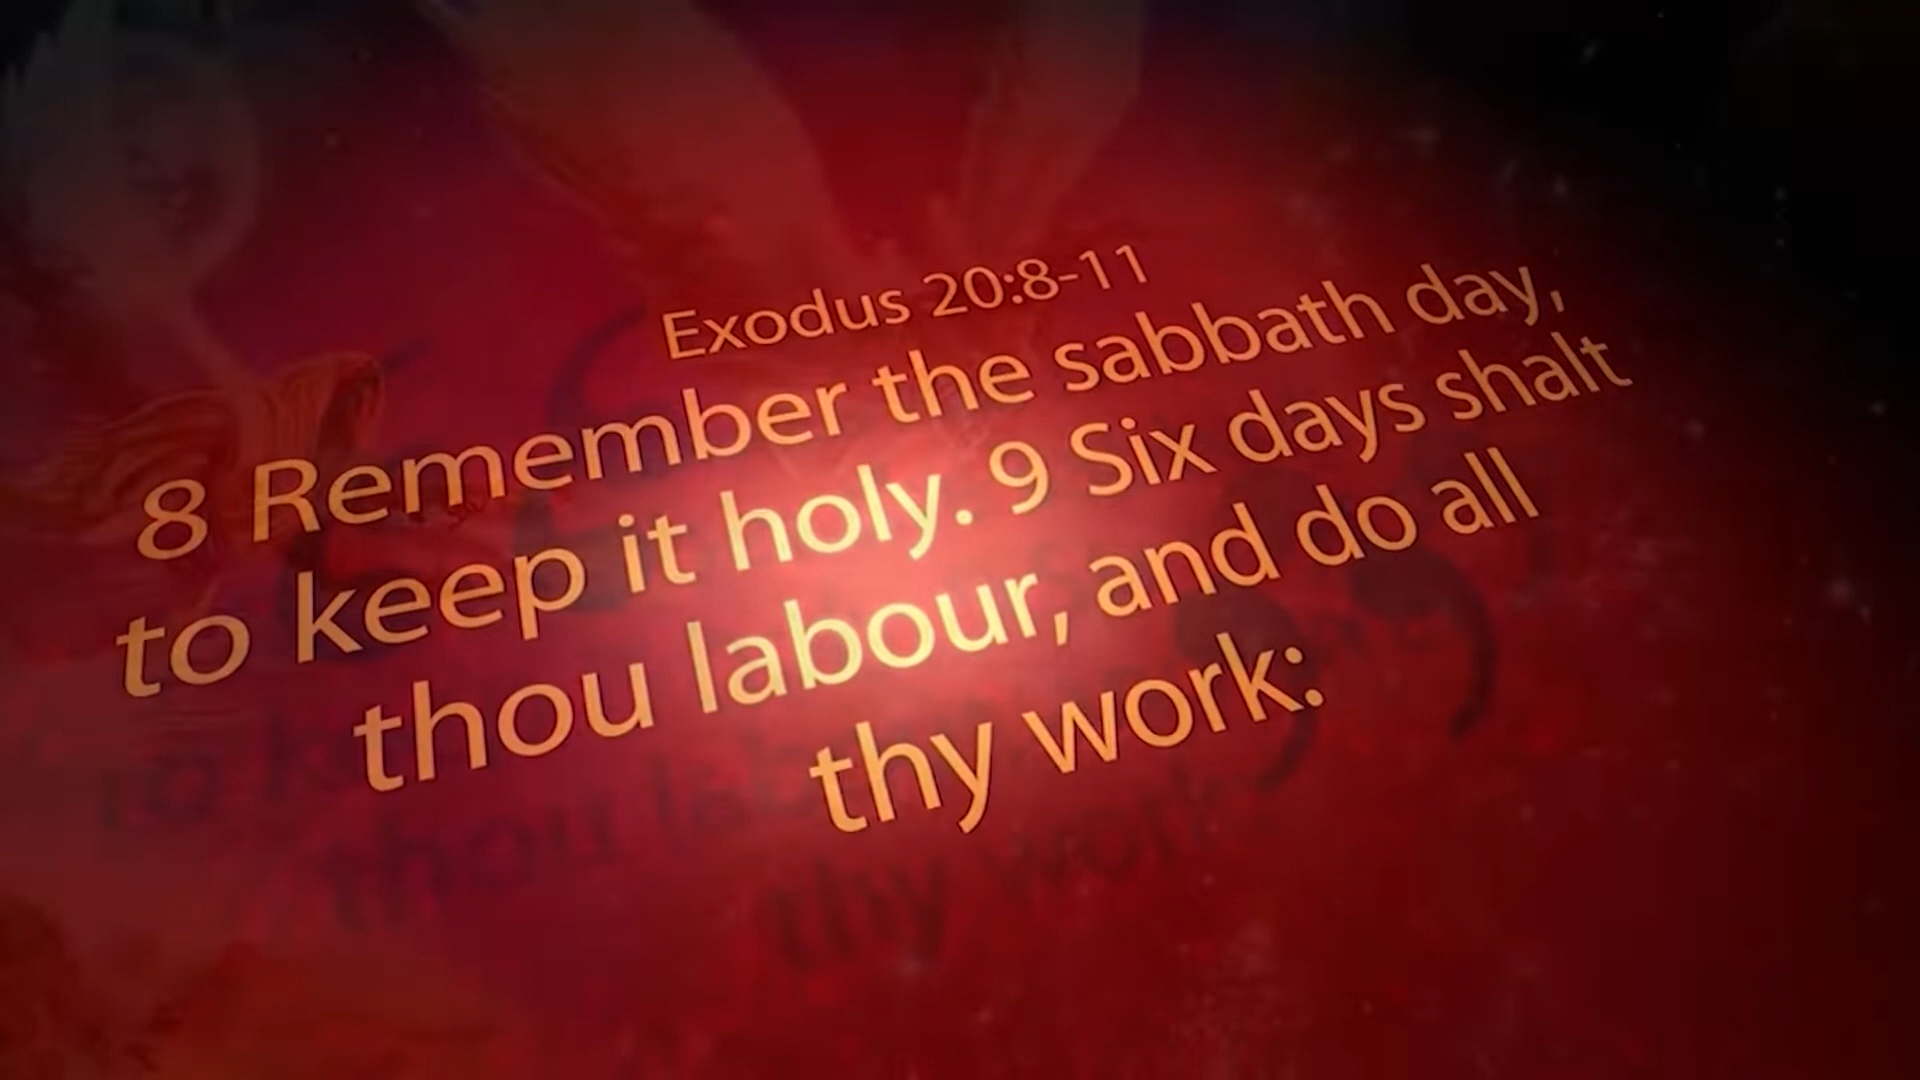 Exodus 20:8-11
8 Remember the sabbath day,
to keep it holy. 9 Six days shalt
thou labour, and do all
thy work: